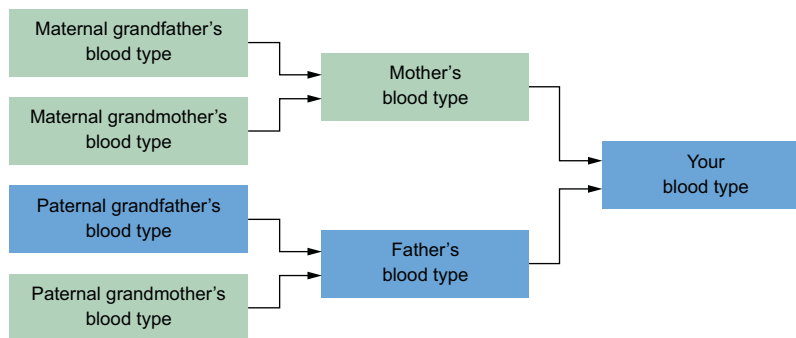 Maternal grandfather's
blood type
Maternal grandmother's
blood type
Paternal grandfather's
blood type
Paternal grandmother's
blood type
Mother's
blood type
Father's
blood type
Your
blood type